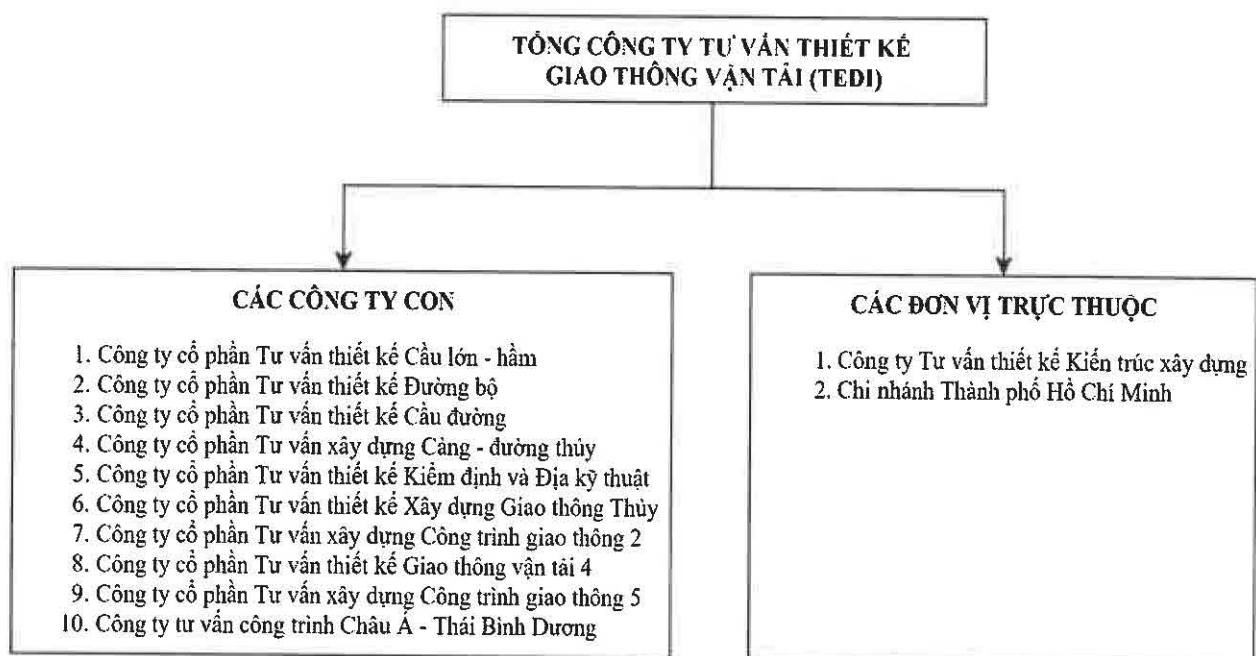 TỔNG CÔNG TY TƯ VẤN THIẾT KẾ
GIAO THÔNG VẬN TẢI (TEDI)
CÁC CÔNG TY CON
1. Công ty cổ phần Tư vấn thiết kế Cầu lớn - hầm
2. Công ty cổ phần Tư vấn thiết kế Đường bộ
3. Công ty cổ phần Tư vấn thiết kế Cầu đường
4. Công ty cổ phần Tư vấn xây dựng Cảng - đường thủy
5. Công ty cổ phần Tư vấn thiết kế Kiểm định và Địa kỹ thuật
6. Công ty cổ phần Tư vấn thiết kế Xây dựng Giao thông Thủy
7. Công ty cổ phần Tư vấn xây dựng Công trình giao thông 2
8. Công ty cổ phần Tư vấn thiết kế Giao thông vận tải 4
9. Công ty cổ phần Tư vấn xây dựng Công trình giao thông 5
10. Công ty tư vấn công trình Châu Á - Thái Bình Dương
CÁC ĐƠN VỊ TRỰC THUỘC
1. Công ty Tư vấn thiết kế Kiến trúc xây dựng
2. Chi nhánh Thành phố Hồ Chí Minh